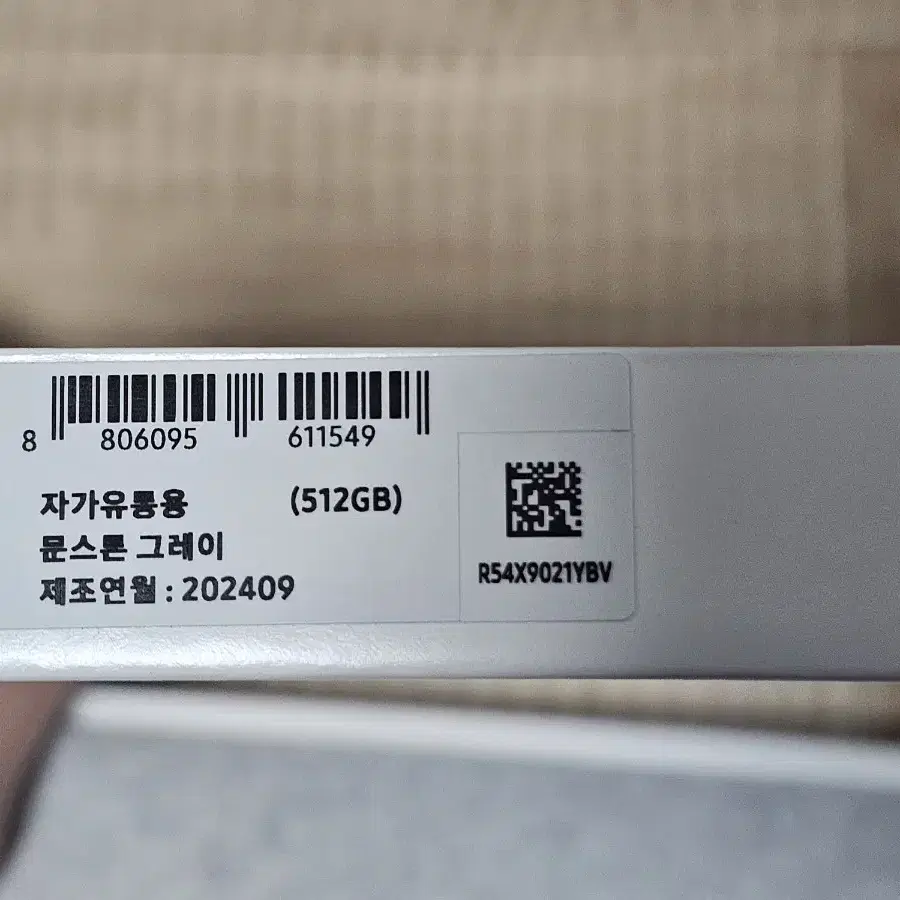 8 806095 611549
자가유통용 (512GB)
문스톤 그레이
제조연월 : 202409
R54X9021YBV